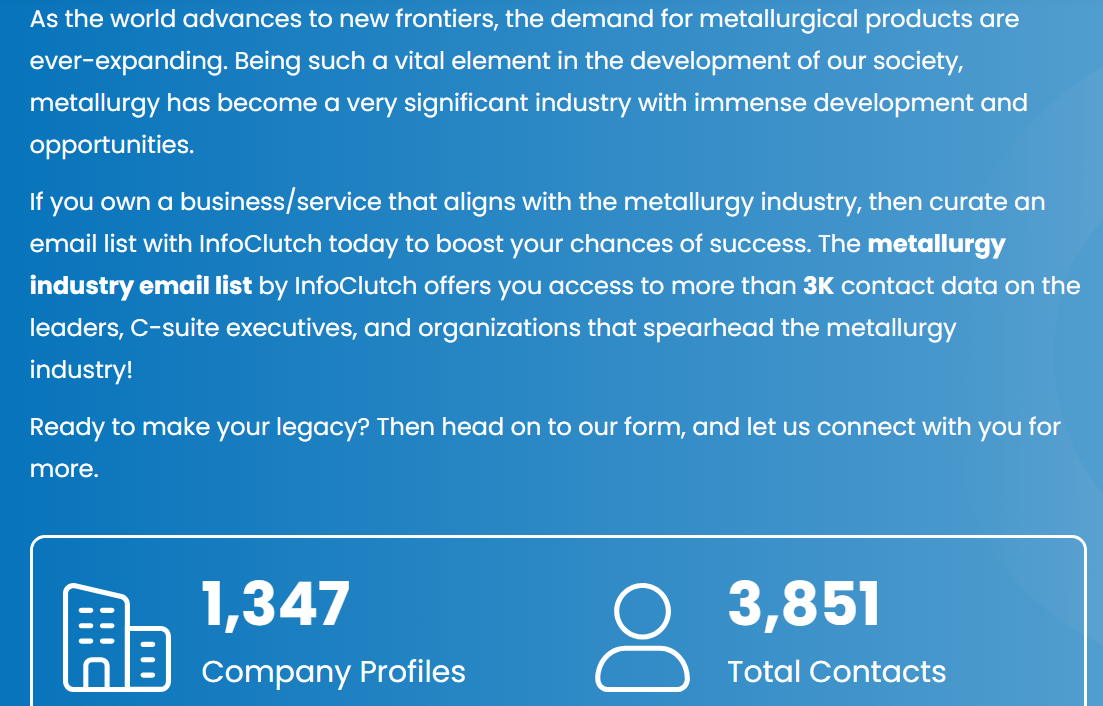 As the world advances to new frontiers, the demand for metallurgical products are
ever-expanding. Being such a vital element in the development of our society,
metallurgy has become a very significant industry with immense development and
opportunities.
If you own a business/service that aligns with the metallurgy industry, then curate an
email list with InfoClutch today to boost your chances of success. The metallurgy
industry email list by InfoClutch offers you access to more than 3K contact data on the
leaders, C-suite executives, and organizations that spearhead the metallurgy
industry!
Ready to make your legacy? Then head on to our form, and let us connect with you for
more.
1,347
Company Profiles
3,851
Total Contacts